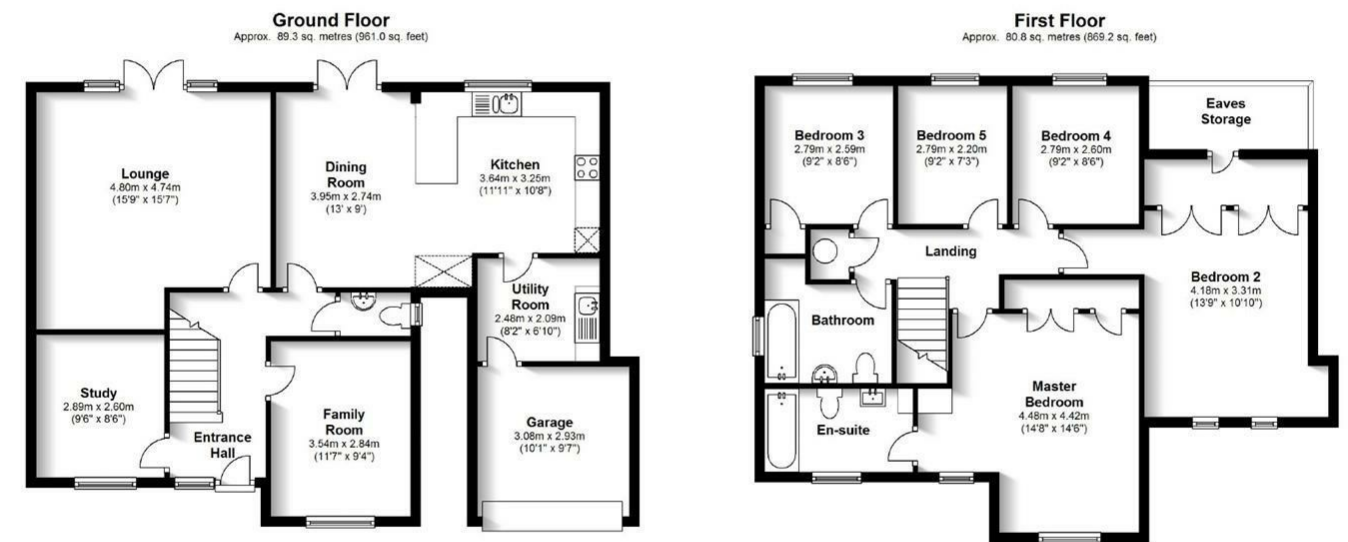 Ground Floor
Approx. 89.3 sq. metres (961.0 sq. feet)
Lounge
4.80m x 4.74m
(15'9" x 15'7")
Dining
Room
3.95m x 2.74m
(13' x 9')
Kitchen
3.64m x 3.25m
(11'11" x 10'8")
Utility
Room
2.48m x 2.09m
(8'2" x 6'10")
Study
2.89m x 2.60m
(9'6" x 8'6")
Entrance
Hall
Family
Room
3.54m x 2.84m
(11'7" x 9'4")
Garage
3.08m x 2.93m
(10'1" x 9'7")
First Floor
Approx. 80.8 sq. metres (869.2 sq. feet)
Bedroom 3
2.79m x 2.59m
(9'2" x 8'6")
Bedroom 5
2.79m x 2.20m
(9'2" x 7'3")
Bedroom 4
2.79m x 2.60m
(9'2" x 8'6")
Eaves
Storage
Landing
Bedroom 2
4.18m x 3.31m
(13'9" x 10'10")
Bathroom
Master
Bedroom
4.48m x 4.42m
(14'8" x 14'6")
En-suite